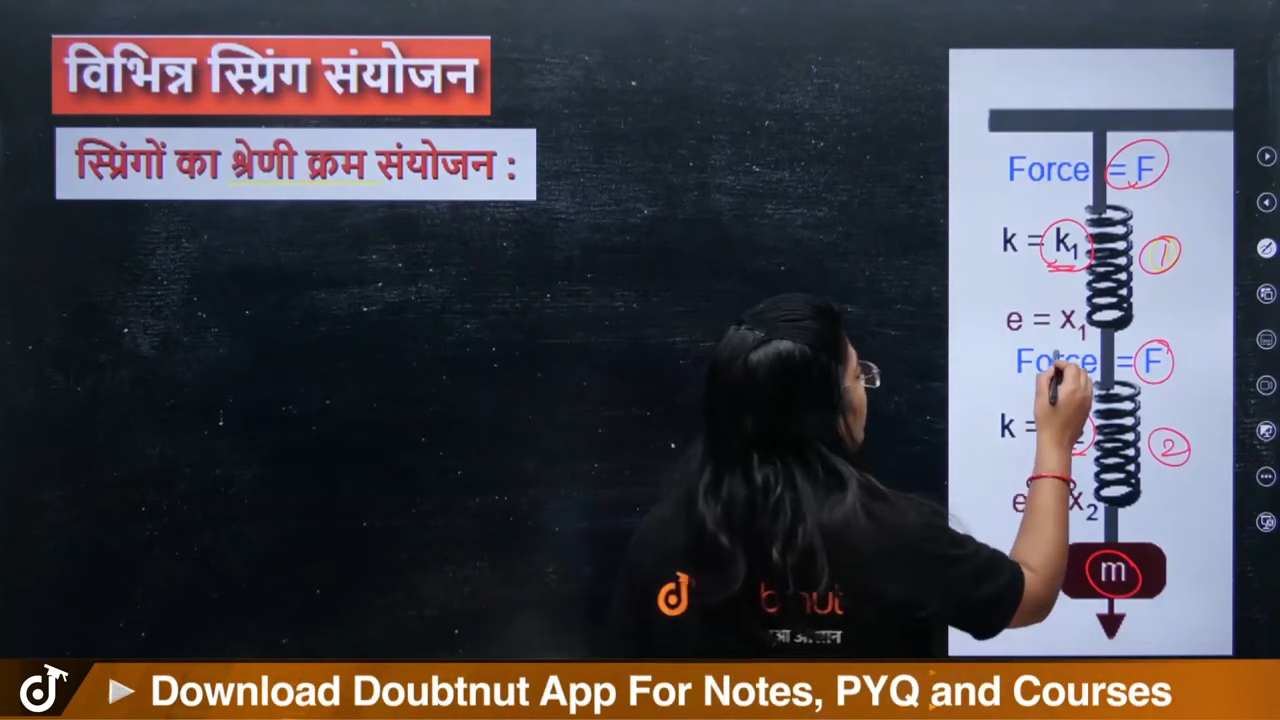 विभिन्न स्प्रिंग संयोजन
स्प्रिंगों का श्रेणी क्रम संयोजन :
Force = F
k = k₁
1
e = x₁
Force = F
k =
2
e x₂
m
Download Doubtnut App For Notes, PYQ and Courses